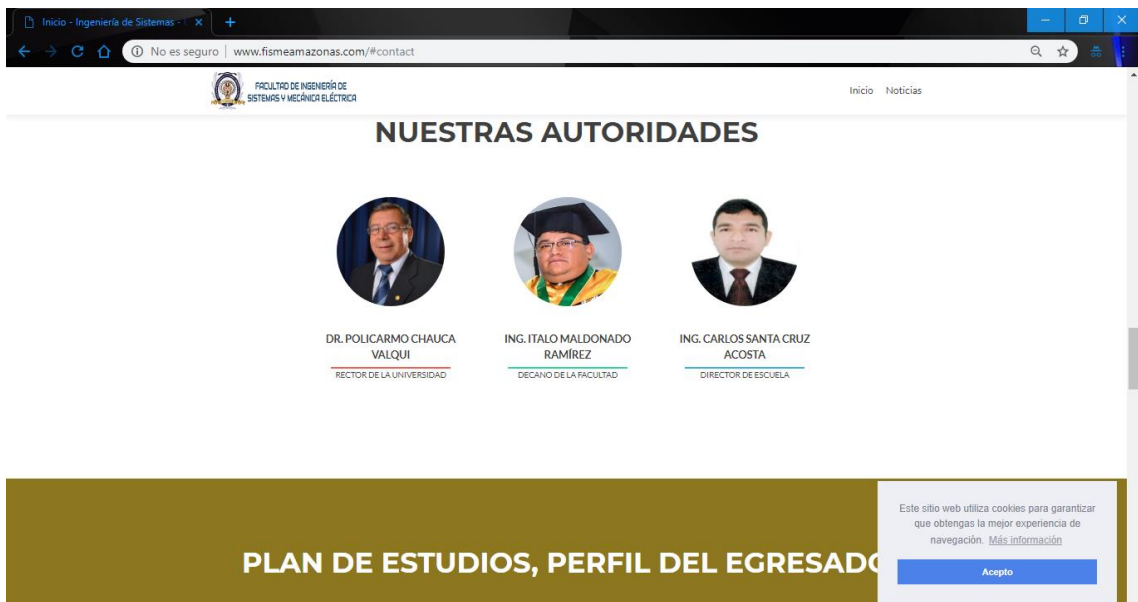 Inicio - Ingeniería de Sistemas -
No es seguro | www.fismeamazonas.com/#contact
FACULTAD DE INGENIERÍA DE
SISTEMAS Y MECÁNICA ELÉCTRICA
Inicio Noticias
NUESTRAS AUTORIDADES
DR. POLICARMO CHAUCA
VALQUI
RECTOR DE LA UNIVERSIDAD
ING. ITALO MALDONADO
RAMÍREZ
DECANO DE LA FACULTAD
ING. CARLOS SANTA CRUZ
ACOSTA
DIRECTOR DE ESCUELA
PLAN DE ESTUDIOS, PERFIL DEL EGRESADO
Este sitio web utiliza cookies para garantizar
que obtengas la mejor experiencia de
navegación. Más información
Acepto